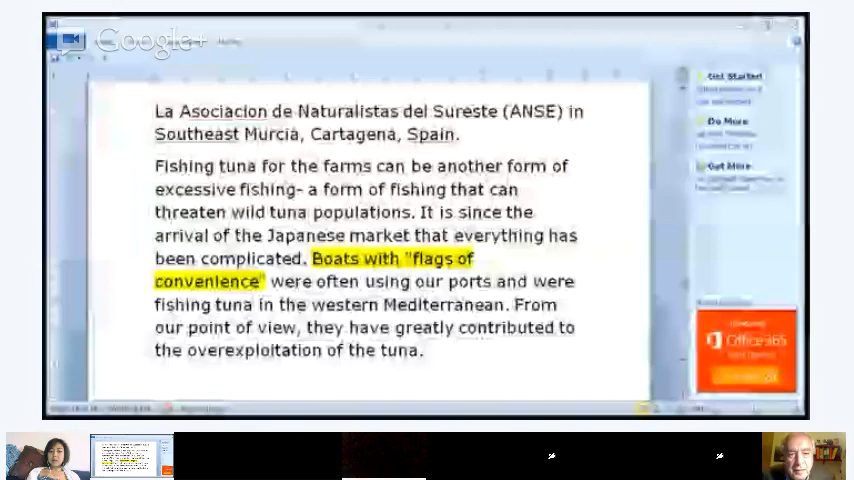 Google+
Get Started
La Asociacion de Naturalistas del Sureste (ANSE) in
Southeast Murcia, Cartagena, Spain.
Do More
Fishing tuna for the farms can be another form of
Get More
excessive fishing- a form of fishing that can
threaten wild tuna populations. It is since the
arrival of the Japanese market that everything has
been complicated. Boats with "flags of
convenience" were often using our ports and were
fishing tuna in the western Mediterranean. From
our point of view, they have greatly contributed to
the overexploitation of the tuna.
Office 365